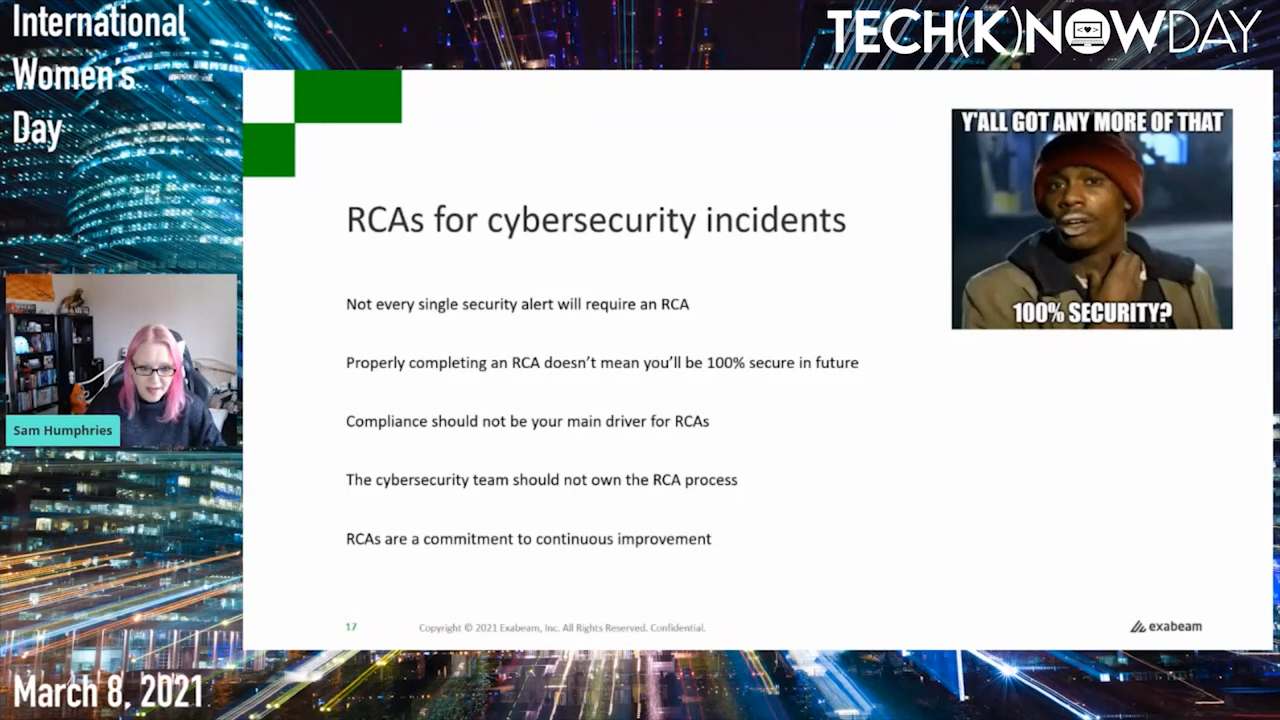 International
Women's
Day
TECH(K)NOWDAY
Y'ALL GOT ANY MORE OF THAT
100% SECURITY?
RCAs for cybersecurity incidents
Not every single security alert will require an RCA
Properly completing an RCA doesn't mean you'll be 100% secure in future
Compliance should not be your main driver for RCAs
The cybersecurity team should not own the RCA process
RCAs are a commitment to continuous improvement
17
Copyright © 2021 Exabeam, Inc. All Rights Reserved. Confidential.
exabeam
Sam Humphries
March 8, 2021